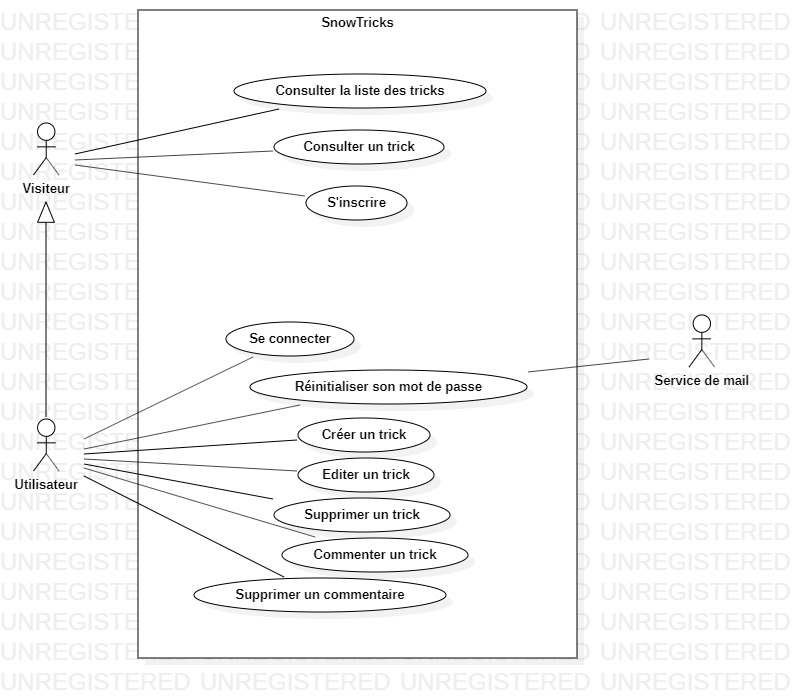 SnowTricks
Consulter la liste des tricks
Consulter un trick
Visiteur
S'inscrire
Se connecter
Service de mail
Réinitialiser son mot de passe
Créer un trick
Editer un trick
Utilisateur
Supprimer un trick
Commenter un trick
Supprimer un commentaire
UNREGISTERED UNREGISTERED UNREGISTERED UNREGISTERED